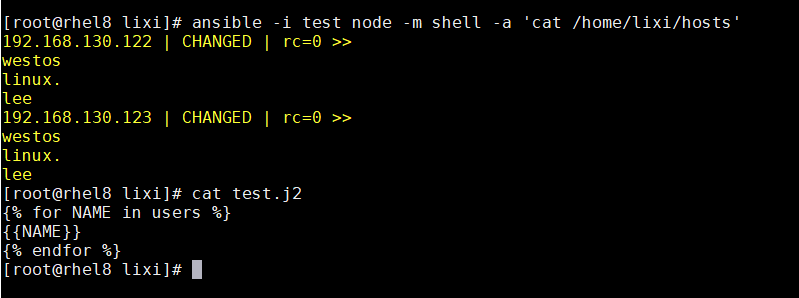 [root@rhel8 lixi]# ansible -i test node -m shell -a 'cat /home/lixi/hosts'
192.168.130.122 | CHANGED | rc=0 >>
westos
linux.
lee
192.168.130.123 | CHANGED | rc=0 >>
westos
linux.
lee
[root@rhel8 lixi]# cat test.j2
{% for NAME in users %}
{{NAME}}
{% endfor %}
[root@rhel8 lixi]#